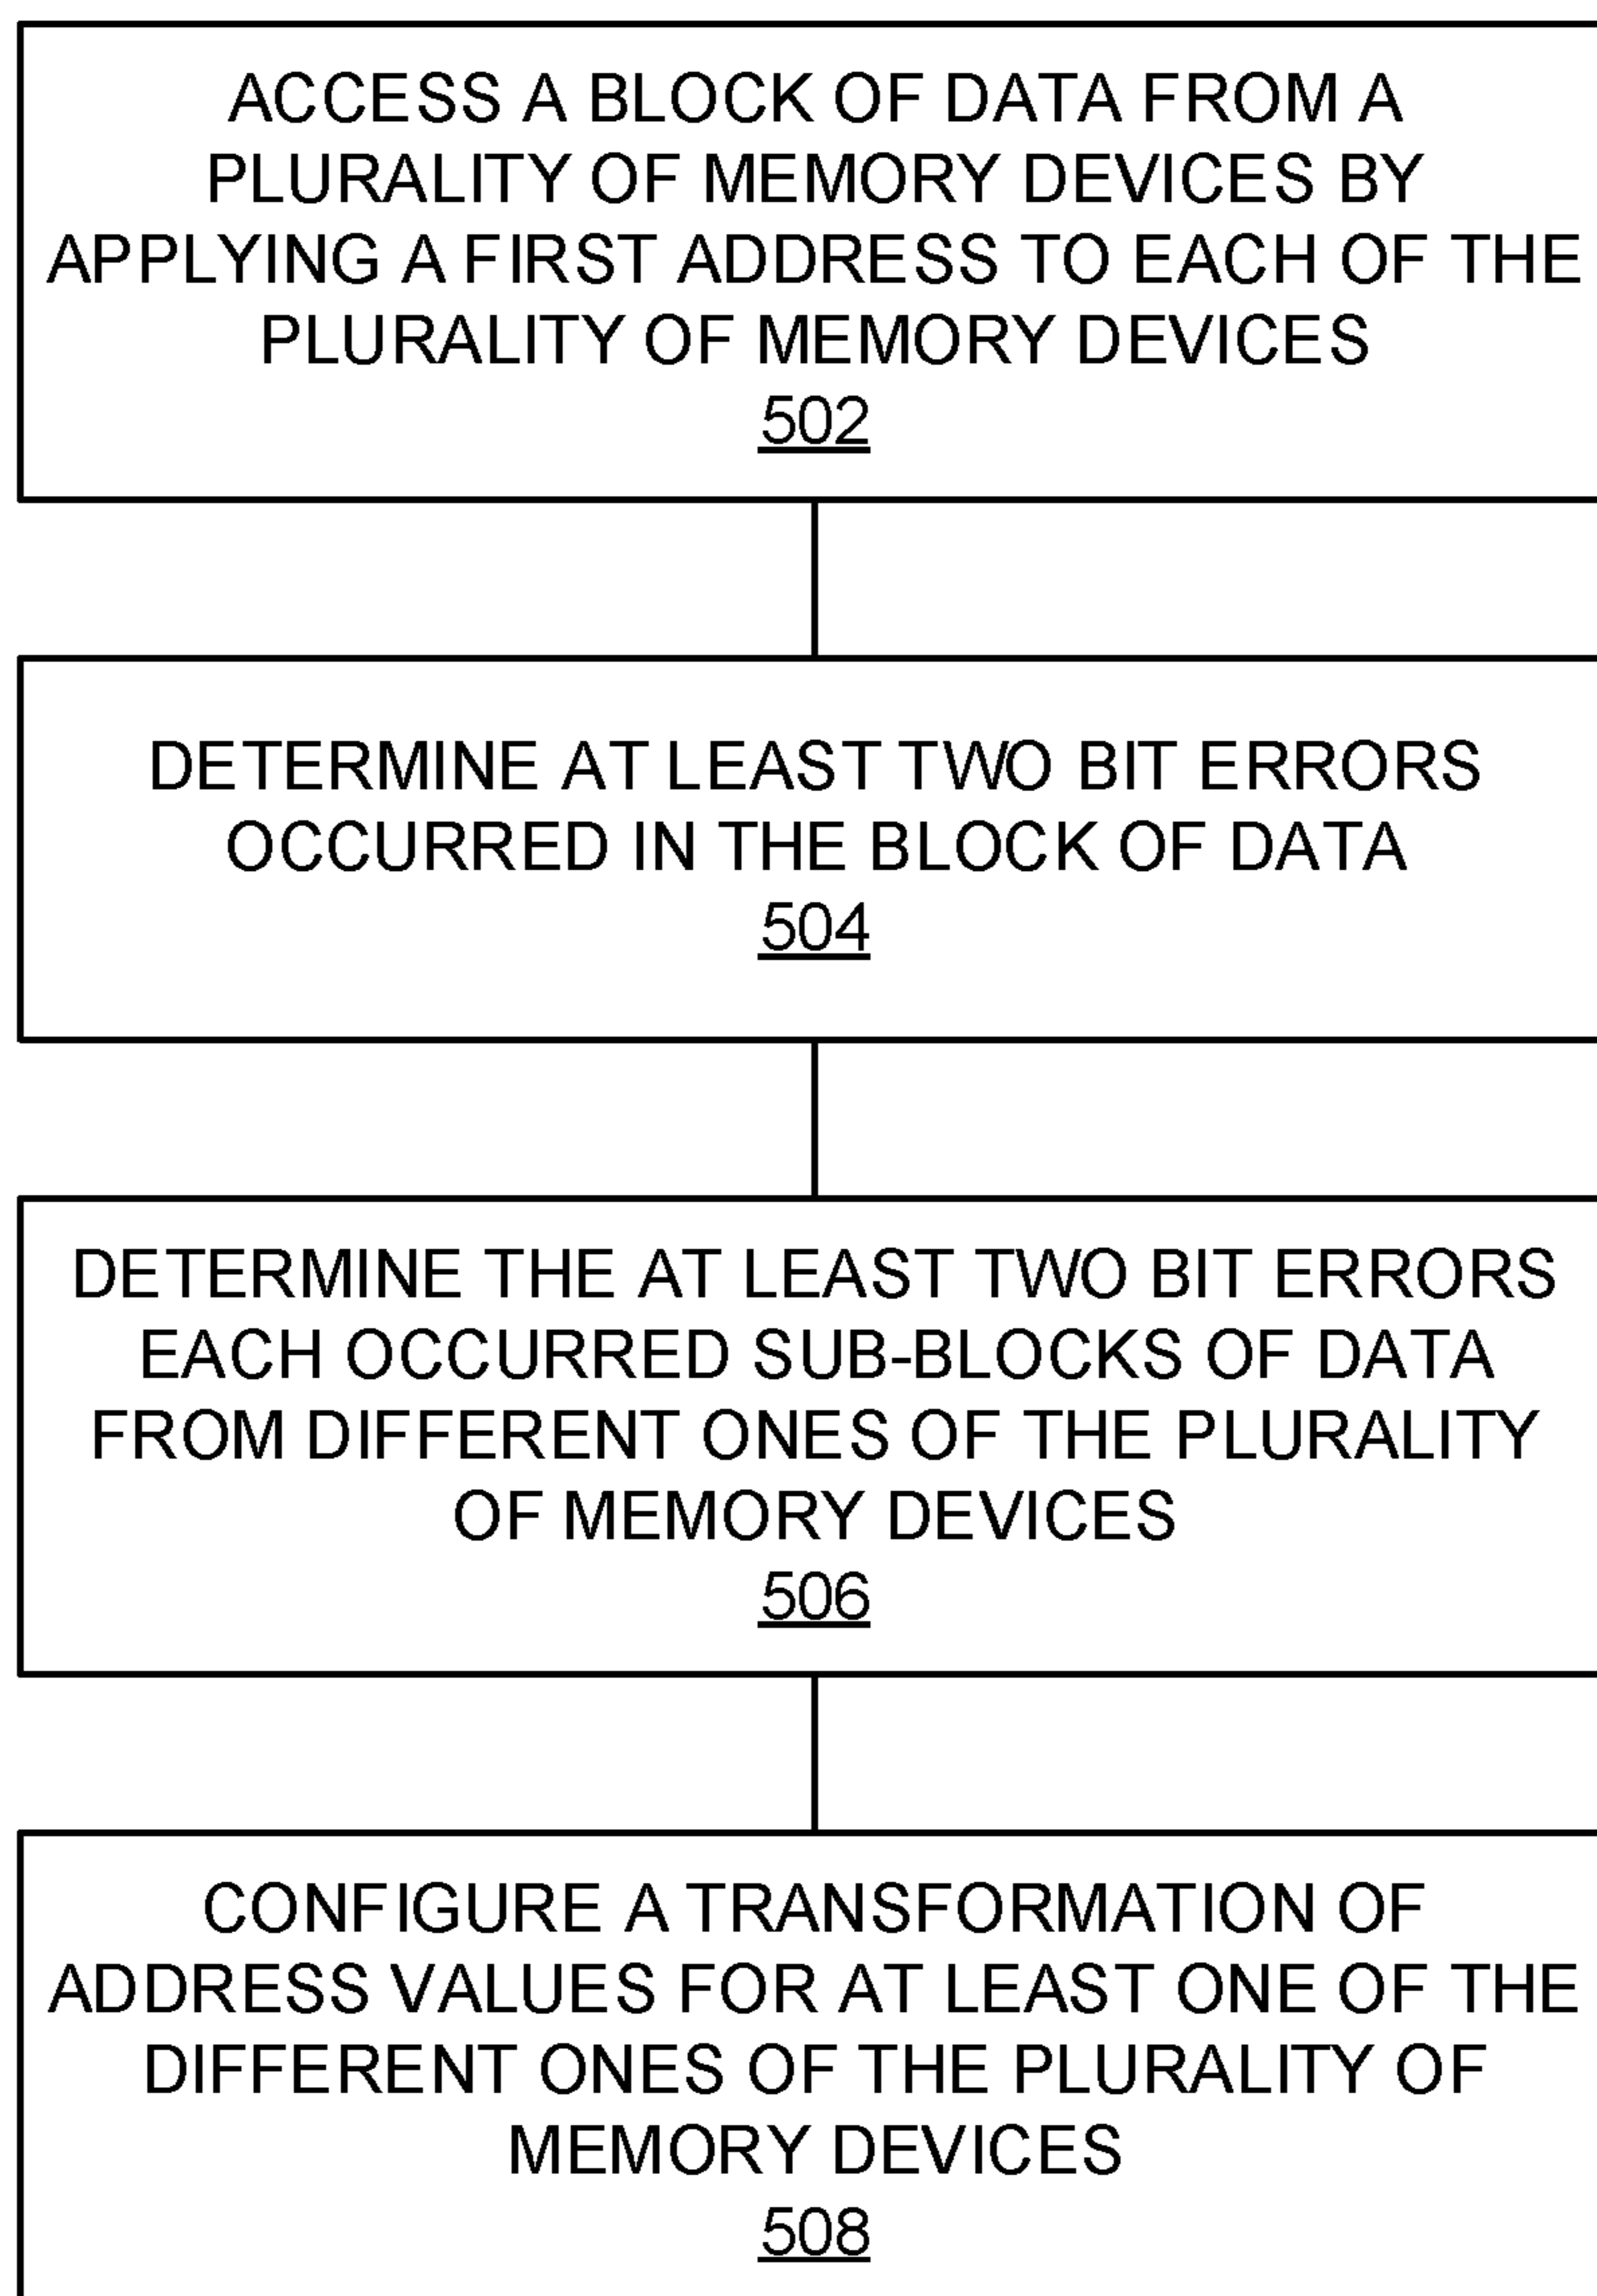 ACCESS A BLOCK OF DATA FROM A
PLURALITY OF MEMORY DEVICES BY
APPLYING A FIRST ADDRESS TO EACH OF THE
PLURALITY OF MEMORY DEVICES
502
DETERMINE AT LEAST TWO BIT ERRORS
OCCURRED IN THE BLOCK OF DATA
504
DETERMINE THE AT LEAST TWO BIT ERRORS
EACH OCCURRED SUB-BLOCKS OF DATA
FROM DIFFERENT ONES OF THE PLURALITY
OF MEMORY DEVICES
506
CONFIGURE A TRANSFORMATION OF
ADDRESS VALUES FOR AT LEAST ONE OF THE
DIFFERENT ONES OF THE PLURALITY OF
MEMORY DEVICES
508